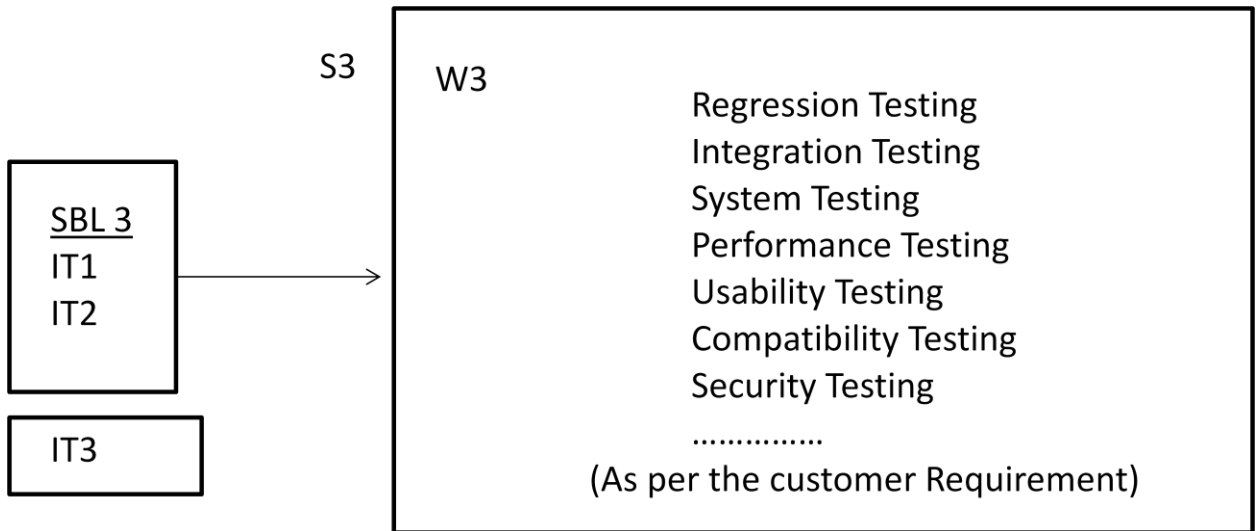 S3
W3
Regression Testing
Integration Testing
System Testing
Performance Testing
Usability Testing
Compatibility Testing
Security Testing
................
(As per the customer Requirement)
SBL 3
IT1
IT2
IT3